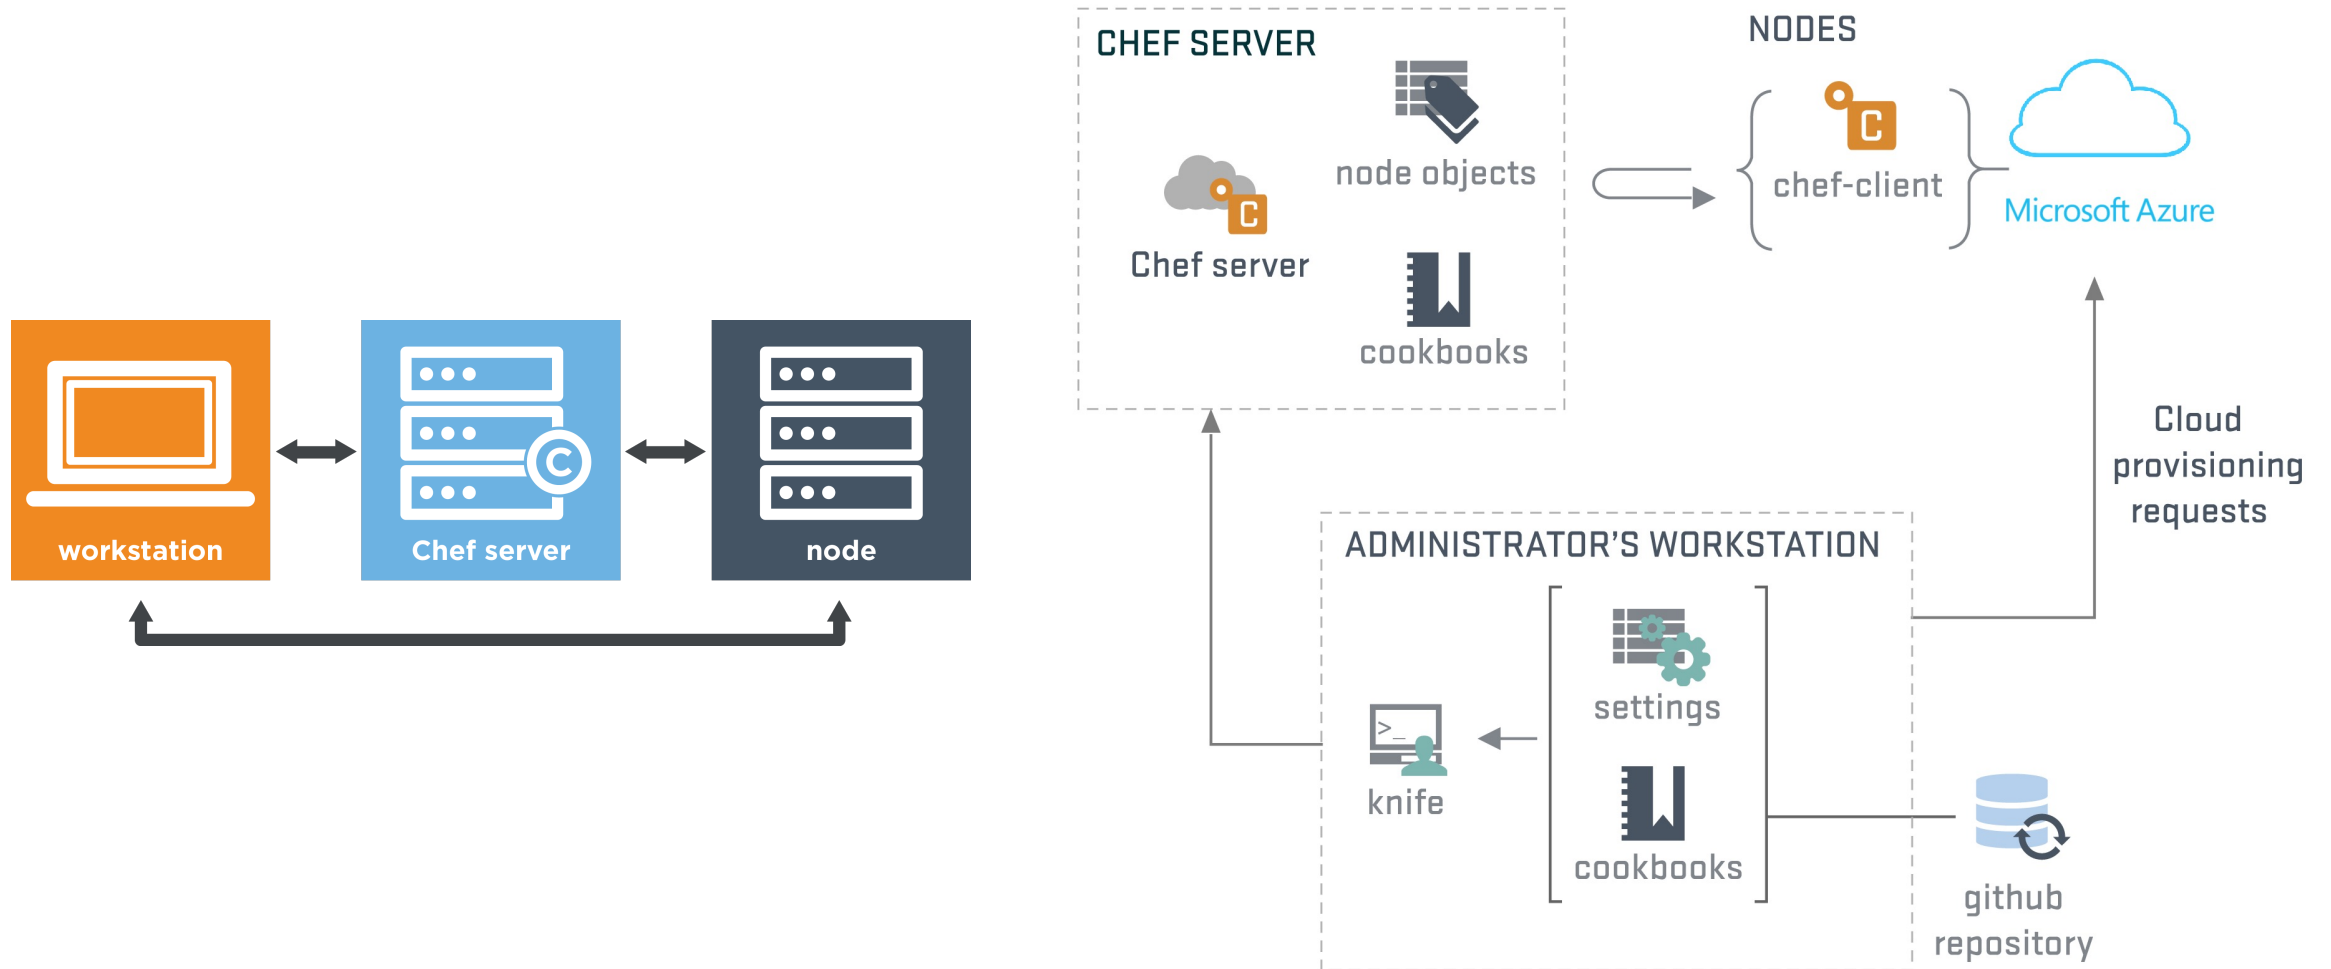 workstation
Chef server
node
CHEF SERVER
node objects
Chef server
cookbooks
NODES
C
chef-client
Microsoft Azure
C
C
Cloud
provisioning
requests
ADMINISTRATOR'S WORKSTATION
settings
>_
knife
cookbooks
github
repository